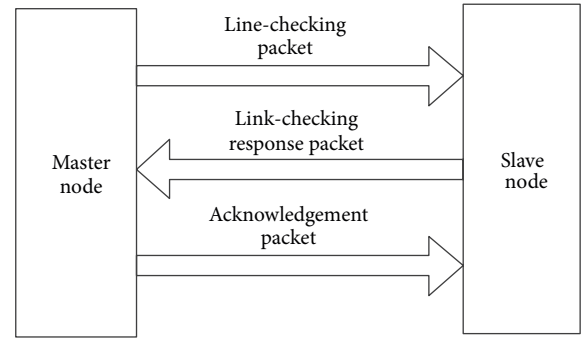 Line-checking
packet
Link-checking
response packet
Master
node
Slave
node
Acknowledgement
packet